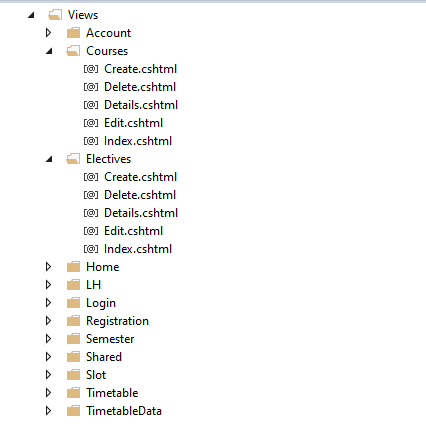 Views
Account
Courses
[@] Create.cshtml
[@] Delete.cshtml
[@] Details.cshtml
[@] Edit.cshtml
[@] Index.cshtml
Electives
[@] Create.cshtml
[@] Delete.cshtml
[@] Details.cshtml
[@] Edit.cshtml
[@] Index.cshtml
Home
LH
Login
Registration
Semester
Shared
Slot
Timetable
TimetableData